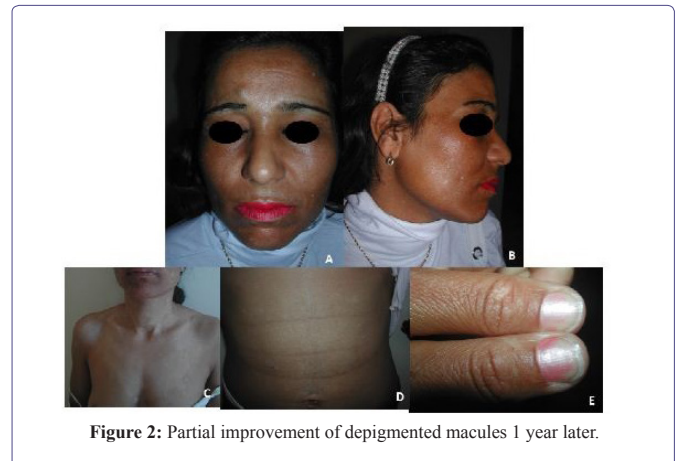 A
B
C
D
E
Figure 2: Partial improvement of depigmented macules 1 year later.